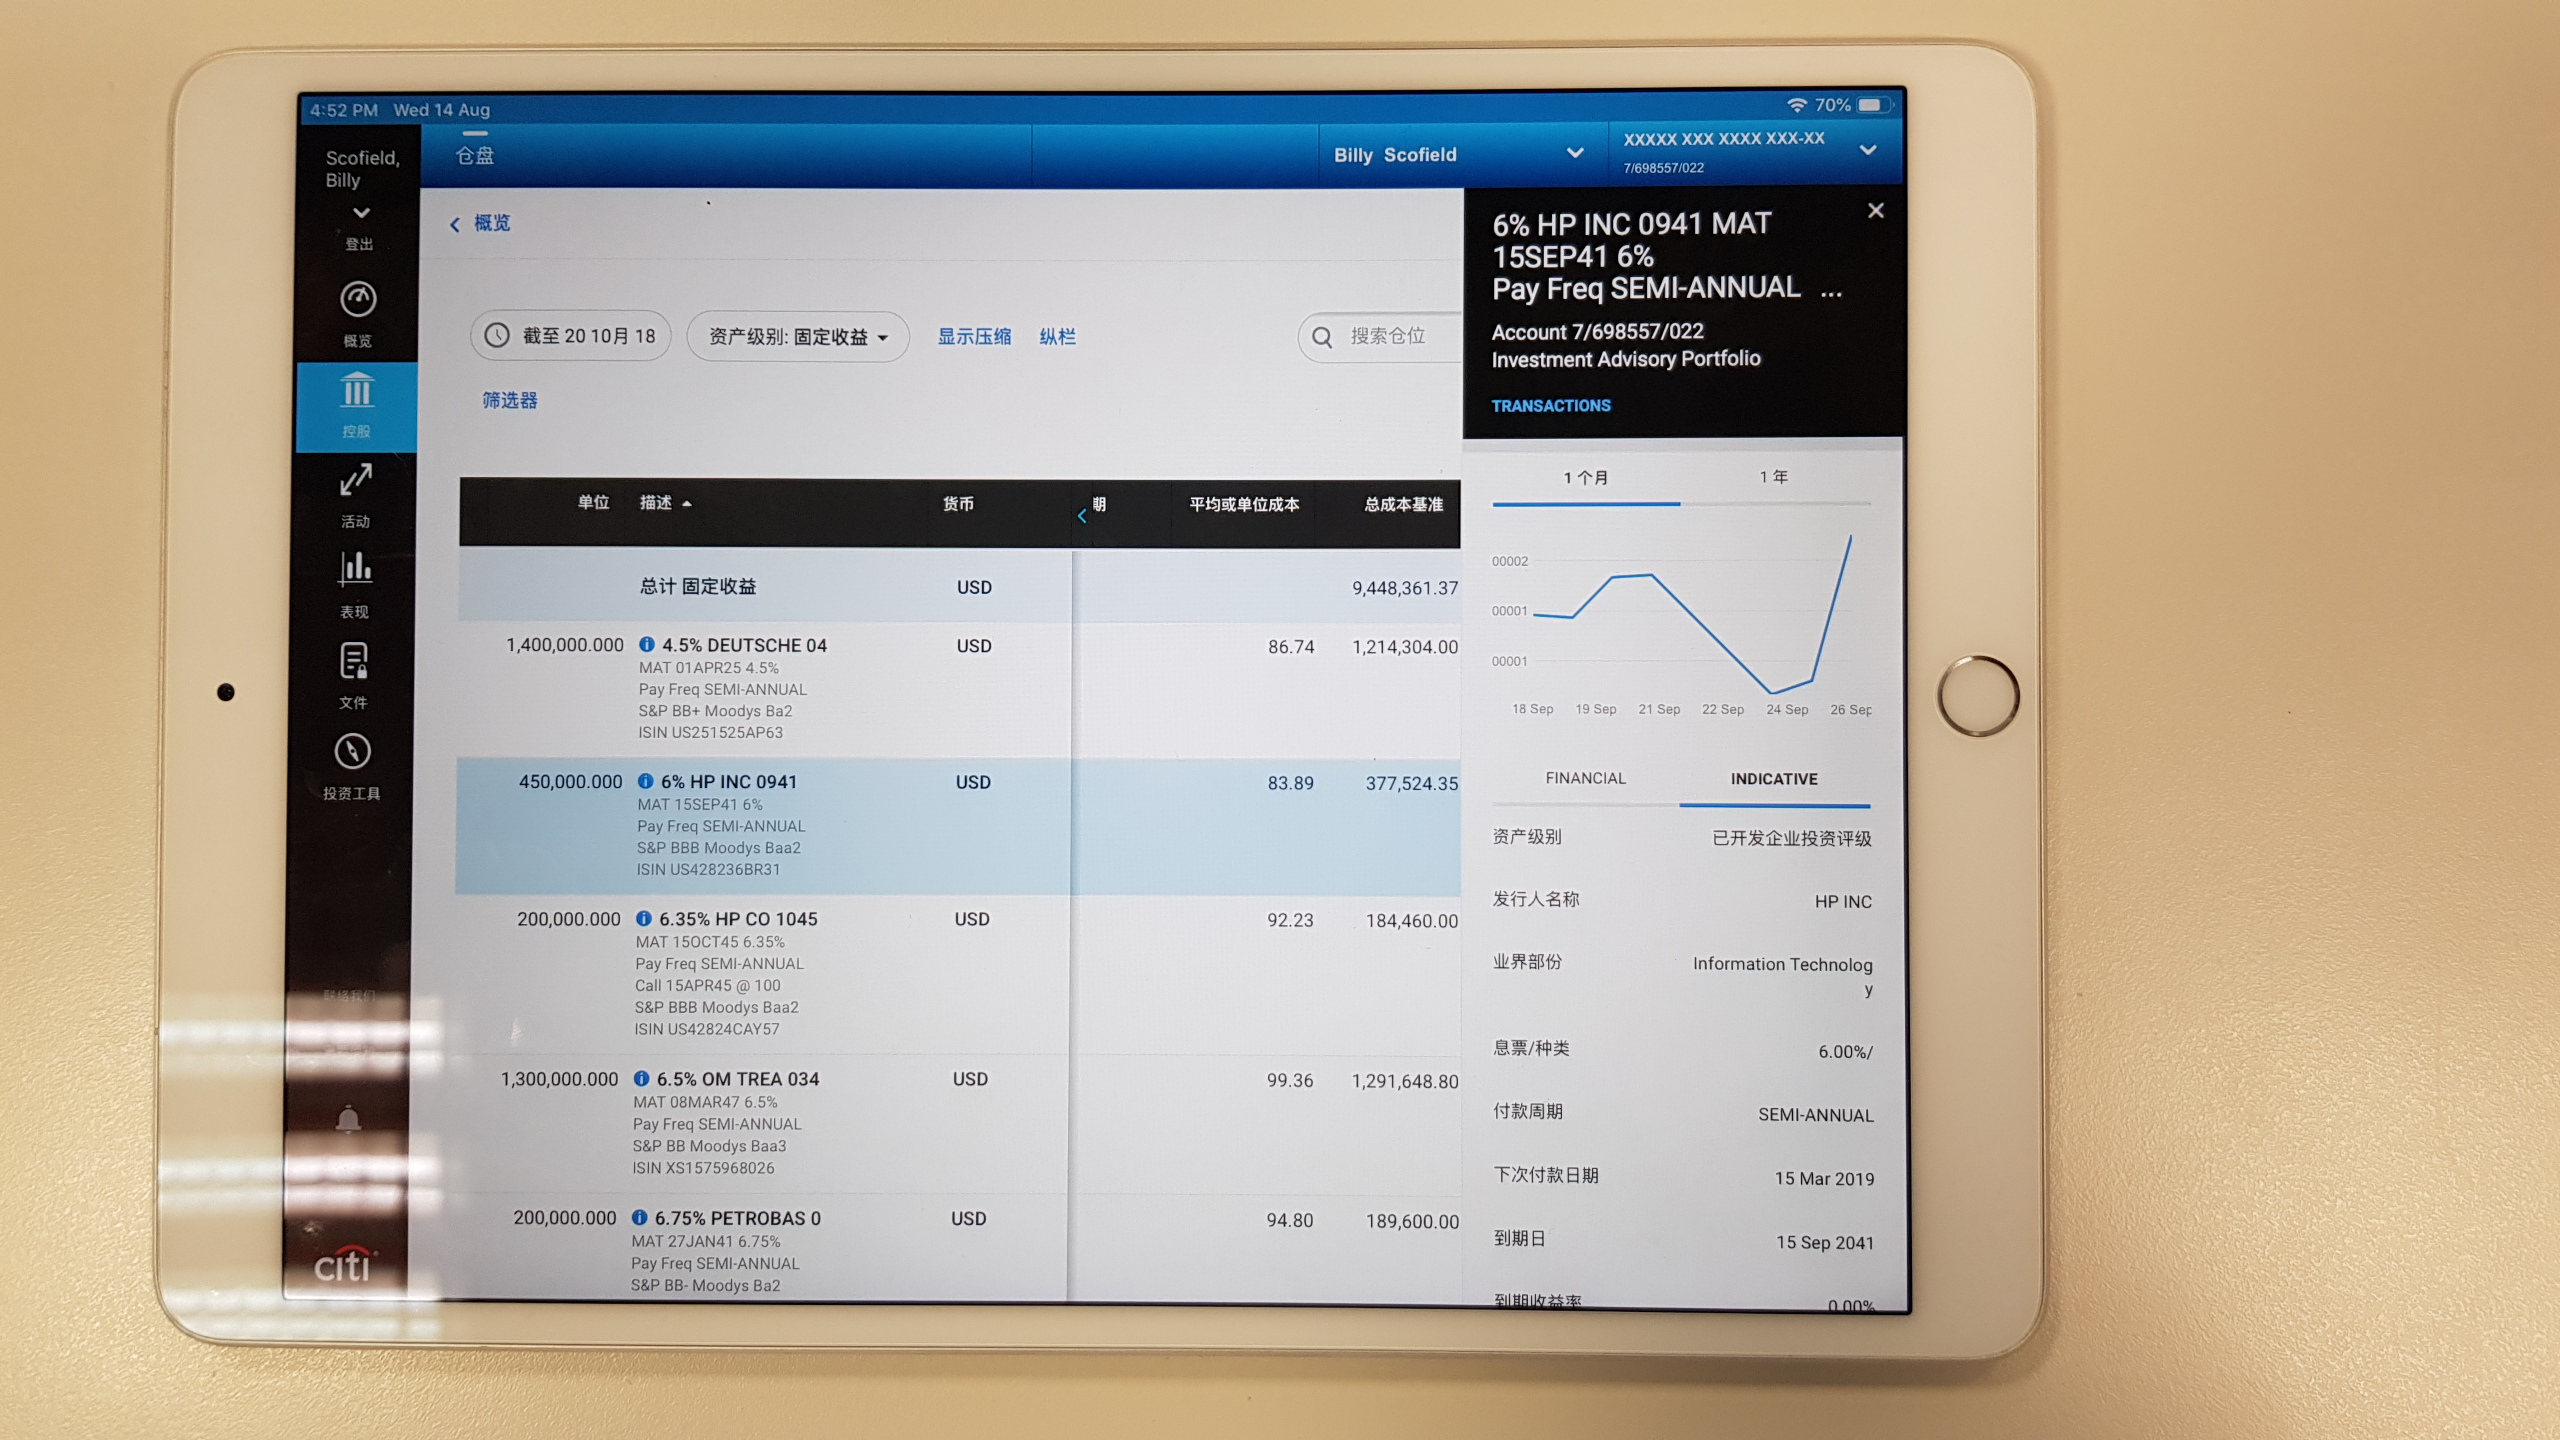 4:52 PM Wed 14 Aug
70%
Scofield,
Billy
登出
概览
控股
活动
表现
文件
投资工具
联络我们
citi
仓盘
Billy Scofield
XXXXX XXX XXXX XXX-XX
7/698557/022
概览
截至 20 10月 18
资产级别: 固定收益
显示压缩
纵栏
搜索仓位
筛选器
单位 描述 货币 期 平均或单位成本 总成本基准
总计 固定收益 USD 9,448,361.37
1,400,000.000 4.5% DEUTSCHE 04 USD 86.74 1,214,304.00
MAT 01APR25 4.5%
Pay Freq SEMI-ANNUAL
S&P BB+ Moodys Ba2
ISIN US251525AP63
450,000.000 6% HP INC 0941 USD 83.89 377,524.35
MAT 15SEP41 6%
Pay Freq SEMI-ANNUAL
S&P BBB Moodys Baa2
ISIN US428236BR31
200,000.000 6.35% HP CO 1045 USD 92.23 184,460.00
MAT 15OCT45 6.35%
Pay Freq SEMI-ANNUAL
Call 15APR45 @ 100
S&P BBB Moodys Baa2
ISIN US42824CAY57
1,300,000.000 6.5% OM TREA 034 USD 99.36 1,291,648.80
MAT 08MAR47 6.5%
Pay Freq SEMI-ANNUAL
S&P BB Moodys Baa3
ISIN XS1575968026
200,000.000 6.75% PETROBAS 0 USD 94.80 189,600.00
MAT 27JAN41 6.75%
Pay Freq SEMI-ANNUAL
S&P BB- Moodys Ba2
6% HP INC 0941 MAT
15SEP41 6%
Pay Freq SEMI-ANNUAL ...
Account 7/698557/022
Investment Advisory Portfolio
TRANSACTIONS
1 个月 1 年
00002
00001
00001
18 Sep 19 Sep 21 Sep 22 Sep 24 Sep 26 Sep
FINANCIAL INDICATIVE
资产级别 已开发企业投资评级
发行人名称 HP INC
业界部份 Information Technolog
y
息票/种类 6.00%/
付款周期 SEMI-ANNUAL
下次付款日期 15 Mar 2019
到期日 15 Sep 2041
到期收益率 0.00%